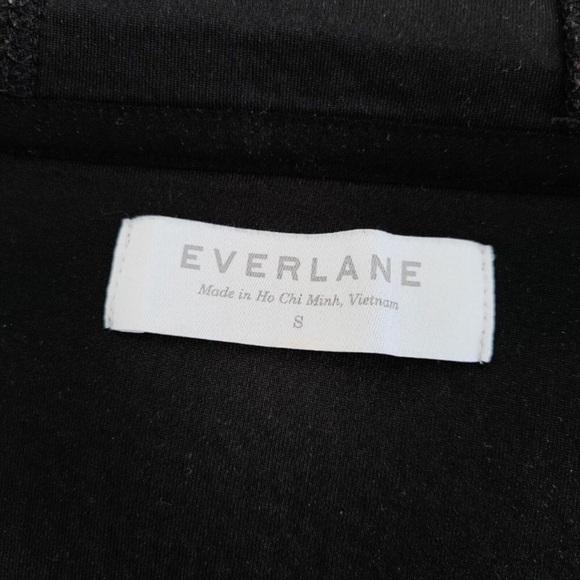 EVERLANE
Made in Ho Chi Minh, Vietnam
S